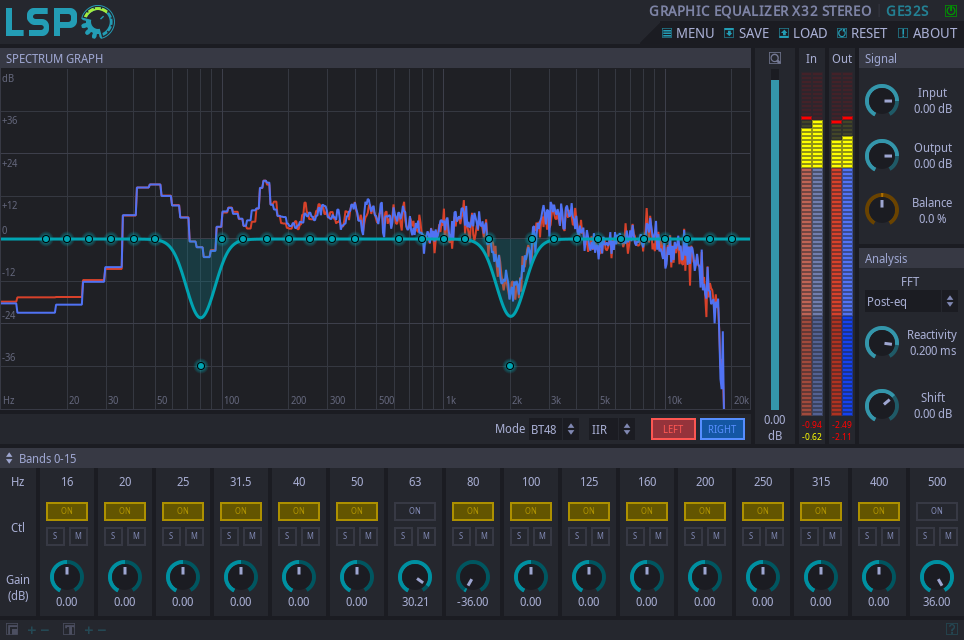 LSP
GRAPHIC EQUALIZER X32 STEREO GE32S
MENU SAVE LOAD RESET ABOUT
SPECTRUM GRAPH
In Out
Signal
dB
+36
+24
+12
0
-12
-24
-36
Hz 20 30 50 100 200 300 500 1k 2k 3k 5k 10k 20k
0.00
dB
-0.94 -2.49
-0.62 -2.11
Input
0.00 dB
Output
0.00 dB
Balance
0.0 %
Analysis
FFT
Post-eq
Reactivity
0.200 ms
Shift
0.00 dB
Mode BT48 IIR LEFT RIGHT
Bands 0-15
Hz 16 20 25 31.5 40 50 63 80 100 125 160 200 250 315 400 500
ON ON ON ON ON ON ON ON ON ON ON ON ON ON ON ON
Ctl
S M S M S M S M S M S M S M S M S M S M S M S M S M S M S M S M
Gain
(dB)
0.00 0.00 0.00 0.00 0.00 0.00 30.21 -36.00 0.00 0.00 0.00 0.00 0.00 0.00 0.00 36.00
+ − T + − ?